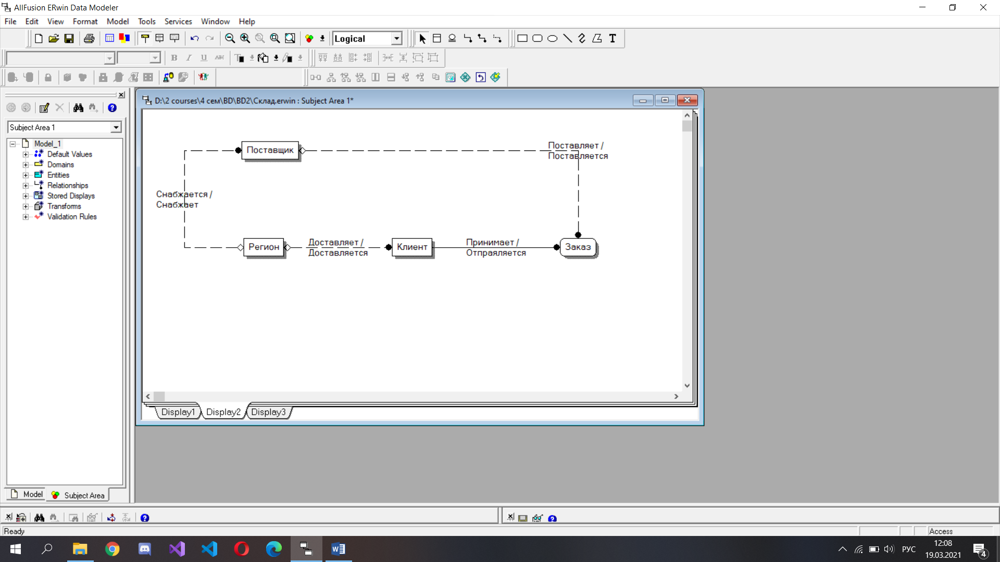 AllFusion ERwin Data Modeler
File Edit View Format Model Tools Services Window Help
Logical
B I U ABC
T
Subject Area 1
Model_1
Default Values
Domains
Entities
Relationships
Stored Displays
Transforms
Validation Rules
Model
Subject Area
D:\2 courses\4 сем\BD\BD2\Склад.erwin : Subject Area 1*
Поставщик
Поставляет /
Поставляется
Снабжается /
Снабжает
Регион
Доставляет /
Доставляется
Клиент
Принимает /
Отпраяляется
Заказ
Display1
Display2
Display3
Ready
Access
РУС
12:08
19.03.2021
4